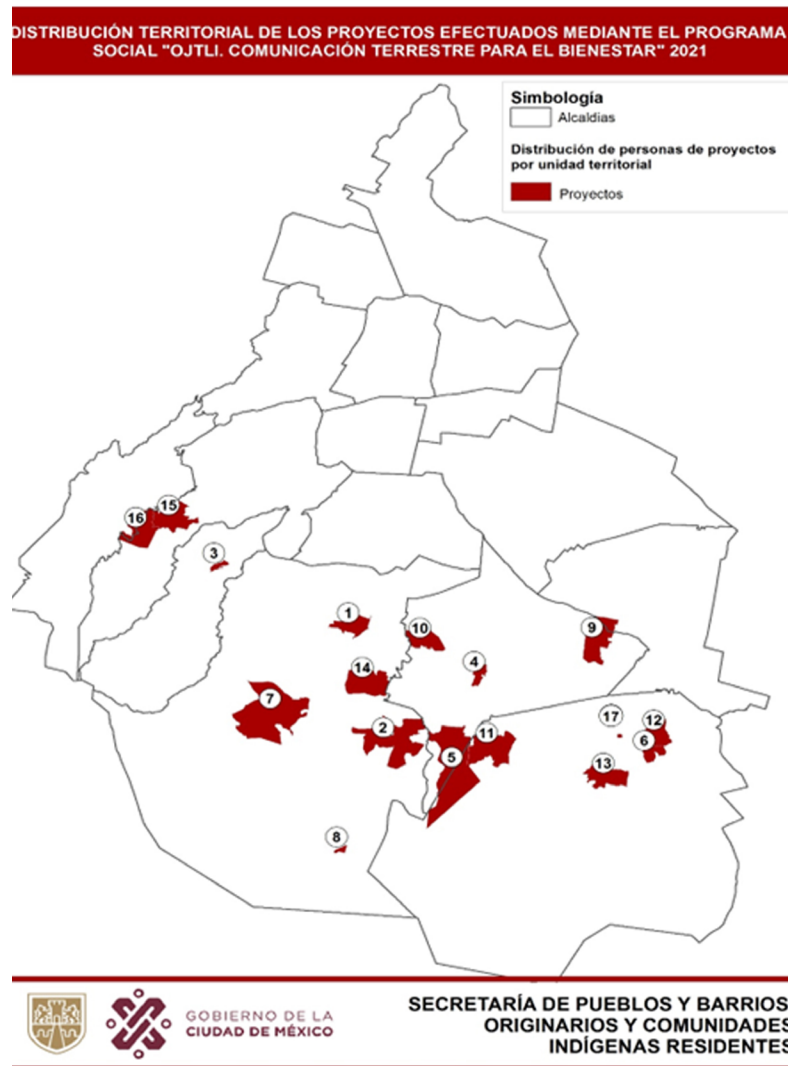 DISTRIBUCIÓN TERRITORIAL DE LOS PROYECTOS EFECTUADOS MEDIANTE EL PROGRAMA
SOCIAL "OJTLI. COMUNICACIÓN TERRESTRE PARA EL BIENESTAR" 2021
Simbología
Alcaldias
Distribución de personas de proyectos
por unidad territorial
Proyectos
16
15
3
1
10
9
4
14
7
17
12
2
11
6
5
13
8
GOBIERNO DE LA
CIUDAD DE MÉXICO
SECRETARÍA DE PUEBLOS Y BARRIOS
ORIGINARIOS Y COMUNIDADES
INDÍGENAS RESIDENTES